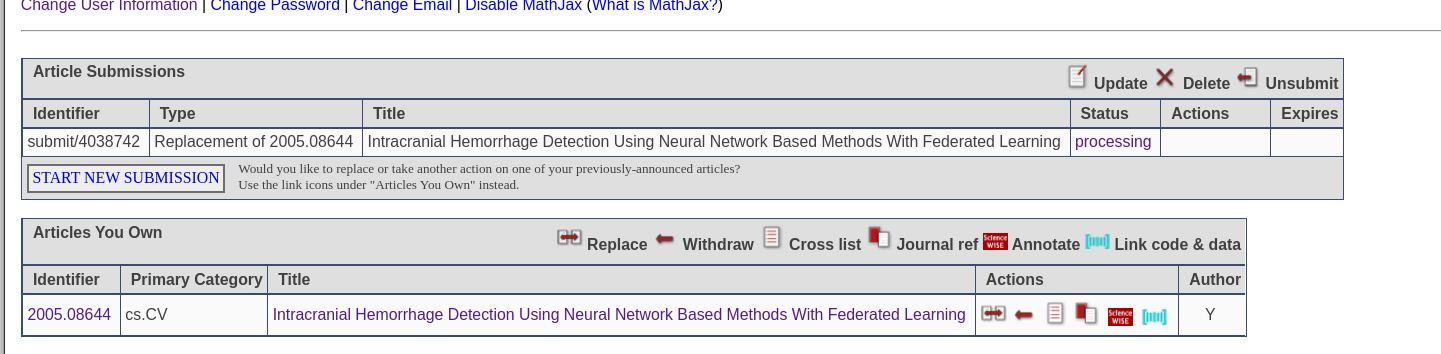 Change User Information | Change Password | Change Email | Disable MathJax (What is MathJax?)
Article Submissions
Update Delete Unsubmit
Identifier Type Title Status Actions Expires
submit/4038742 Replacement of 2005.08644 Intracranial Hemorrhage Detection Using Neural Network Based Methods With Federated Learning processing
START NEW SUBMISSION
Would you like to replace or take another action on one of your previously-announced articles?
Use the link icons under "Articles You Own" instead.
Articles You Own
Replace Withdraw Cross list Journal ref Science WISE Annotate Link code & data
Identifier Primary Category Title Actions Author
2005.08644 cs.CV Intracranial Hemorrhage Detection Using Neural Network Based Methods With Federated Learning Science WISE Y